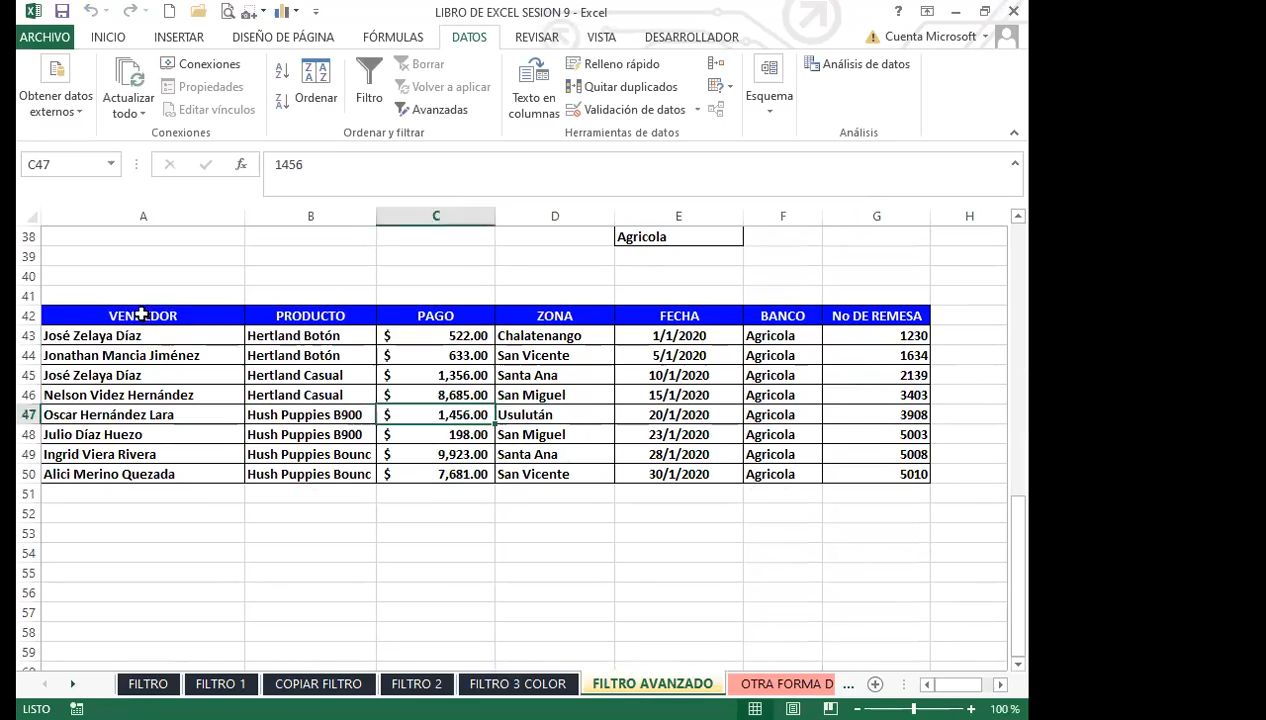 LIBRO DE EXCEL SESION 9 - Excel
?
ARCHIVO INICIO INSERTAR DISEÑO DE PÁGINA FÓRMULAS DATOS REVISAR VISTA DESARROLLADOR Cuenta Microsoft
Obtener datos externos
Actualizar todo
Conexiones
Propiedades
Editar vínculos
Ordenar
Filtro
Borrar
Volver a aplicar
Avanzadas
Texto en columnas
Relleno rápido
Quitar duplicados
Validación de datos
Esquema
Análisis de datos
Conexiones Ordenar y filtrar Herramientas de datos Análisis
C47 fx 1456
A B C D E F G H
38 Agricola
39
40
41
42 VENDEDOR PRODUCTO PAGO ZONA FECHA BANCO No DE REMESA
43 José Zelaya Díaz Hertland Botón $ 522.00 Chalatenango 1/1/2020 Agricola 1230
44 Jonathan Mancia Jiménez Hertland Botón $ 633.00 San Vicente 5/1/2020 Agricola 1634
45 José Zelaya Díaz Hertland Casual $ 1,356.00 Santa Ana 10/1/2020 Agricola 2139
46 Nelson Videz Hernández Hertland Casual $ 8,685.00 San Miguel 15/1/2020 Agricola 3403
47 Oscar Hernández Lara Hush Puppies B900 $ 1,456.00 Usulután 20/1/2020 Agricola 3908
48 Julio Díaz Huezo Hush Puppies B900 $ 198.00 San Miguel 23/1/2020 Agricola 5003
49 Ingrid Viera Rivera Hush Puppies Bounc $ 9,923.00 Santa Ana 28/1/2020 Agricola 5008
50 Alici Merino Quezada Hush Puppies Bounc $ 7,681.00 San Vicente 30/1/2020 Agricola 5010
51
52
53
54
55
56
57
58
59
FILTRO FILTRO 1 COPIAR FILTRO FILTRO 2 FILTRO 3 COLOR FILTRO AVANZADO OTRA FORMA D ...
LISTO 100 %